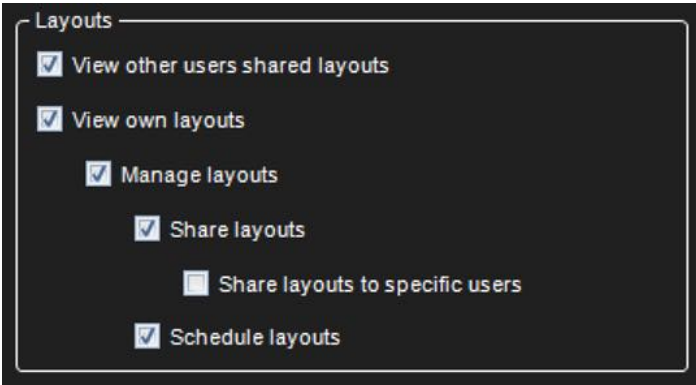 Layouts
View other users shared layouts
View own layouts
Manage layouts
Share layouts
Share layouts to specific users
Schedule layouts